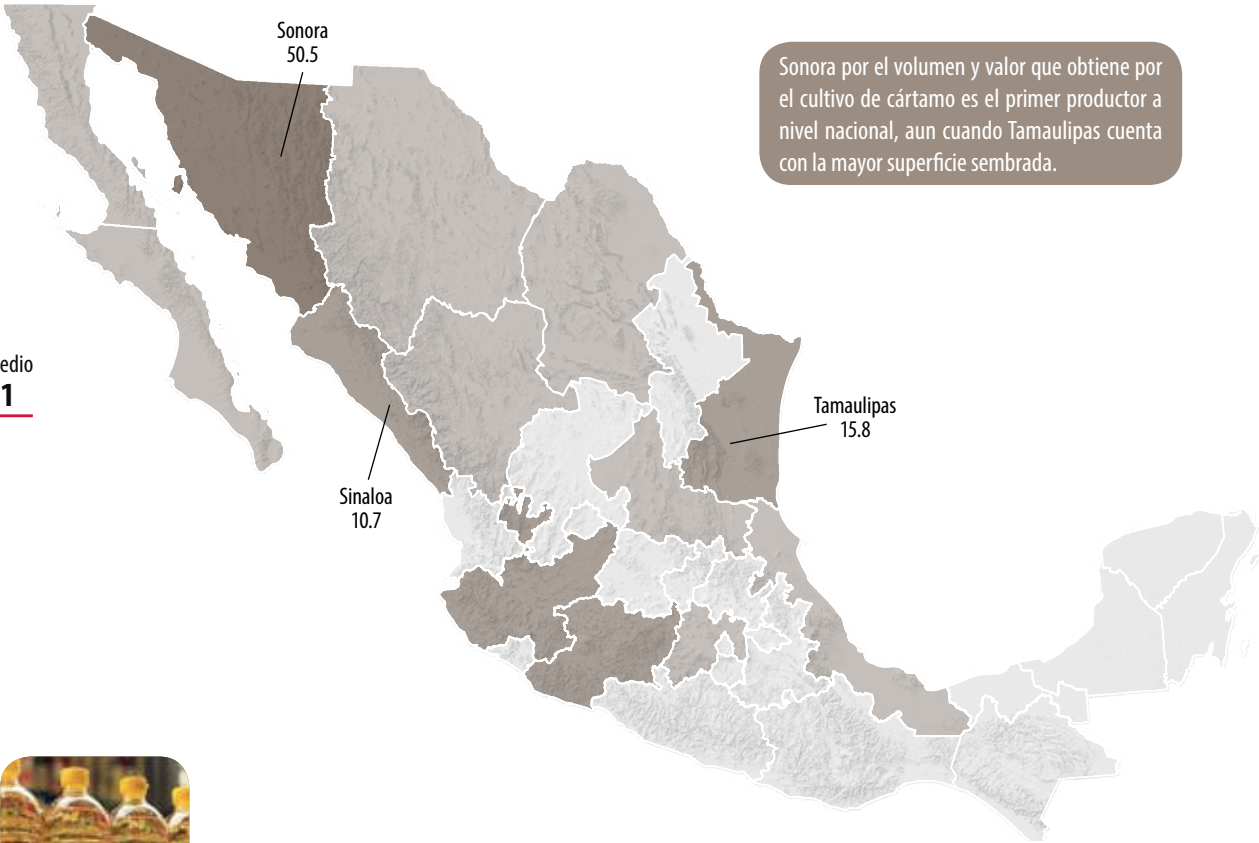 Sonora
50.5
Sonora por el volumen y valor que obtiene por
el cultivo de cártamo es el primer productor a
nivel nacional, aun cuando Tamaulipas cuenta
con la mayor superficie sembrada.
edio
1
Tamaulipas
15.8
Sinaloa
10.7